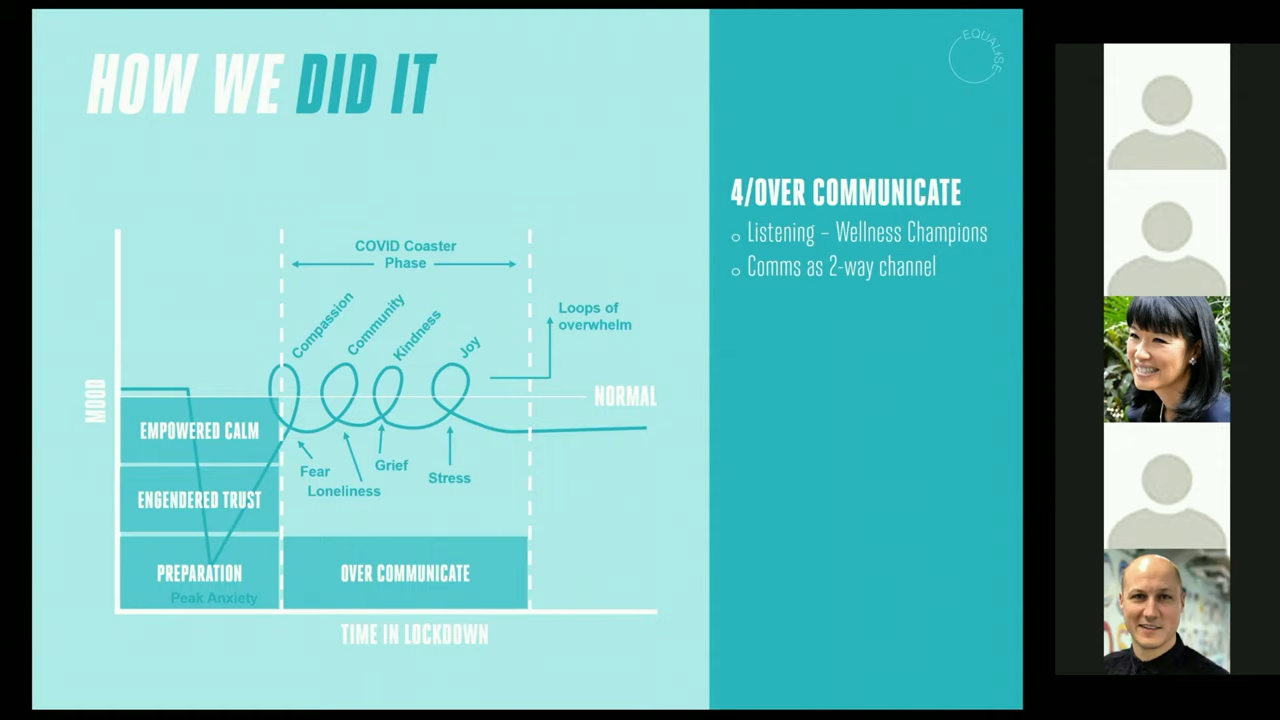 HOW WE DID IT
EQUALISE
4/OVER COMMUNICATE
Listening – Wellness Champions
Comms as 2-way channel
COVID Coaster
Phase
Compassion
Community
Kindness
Joy
Loops of
overwhelm
MOOD
NORMAL
EMPOWERED CALM
Fear
Loneliness
Grief
Stress
ENGENDERED TRUST
PREPARATION
Peak Anxiety
OVER COMMUNICATE
TIME IN LOCKDOWN